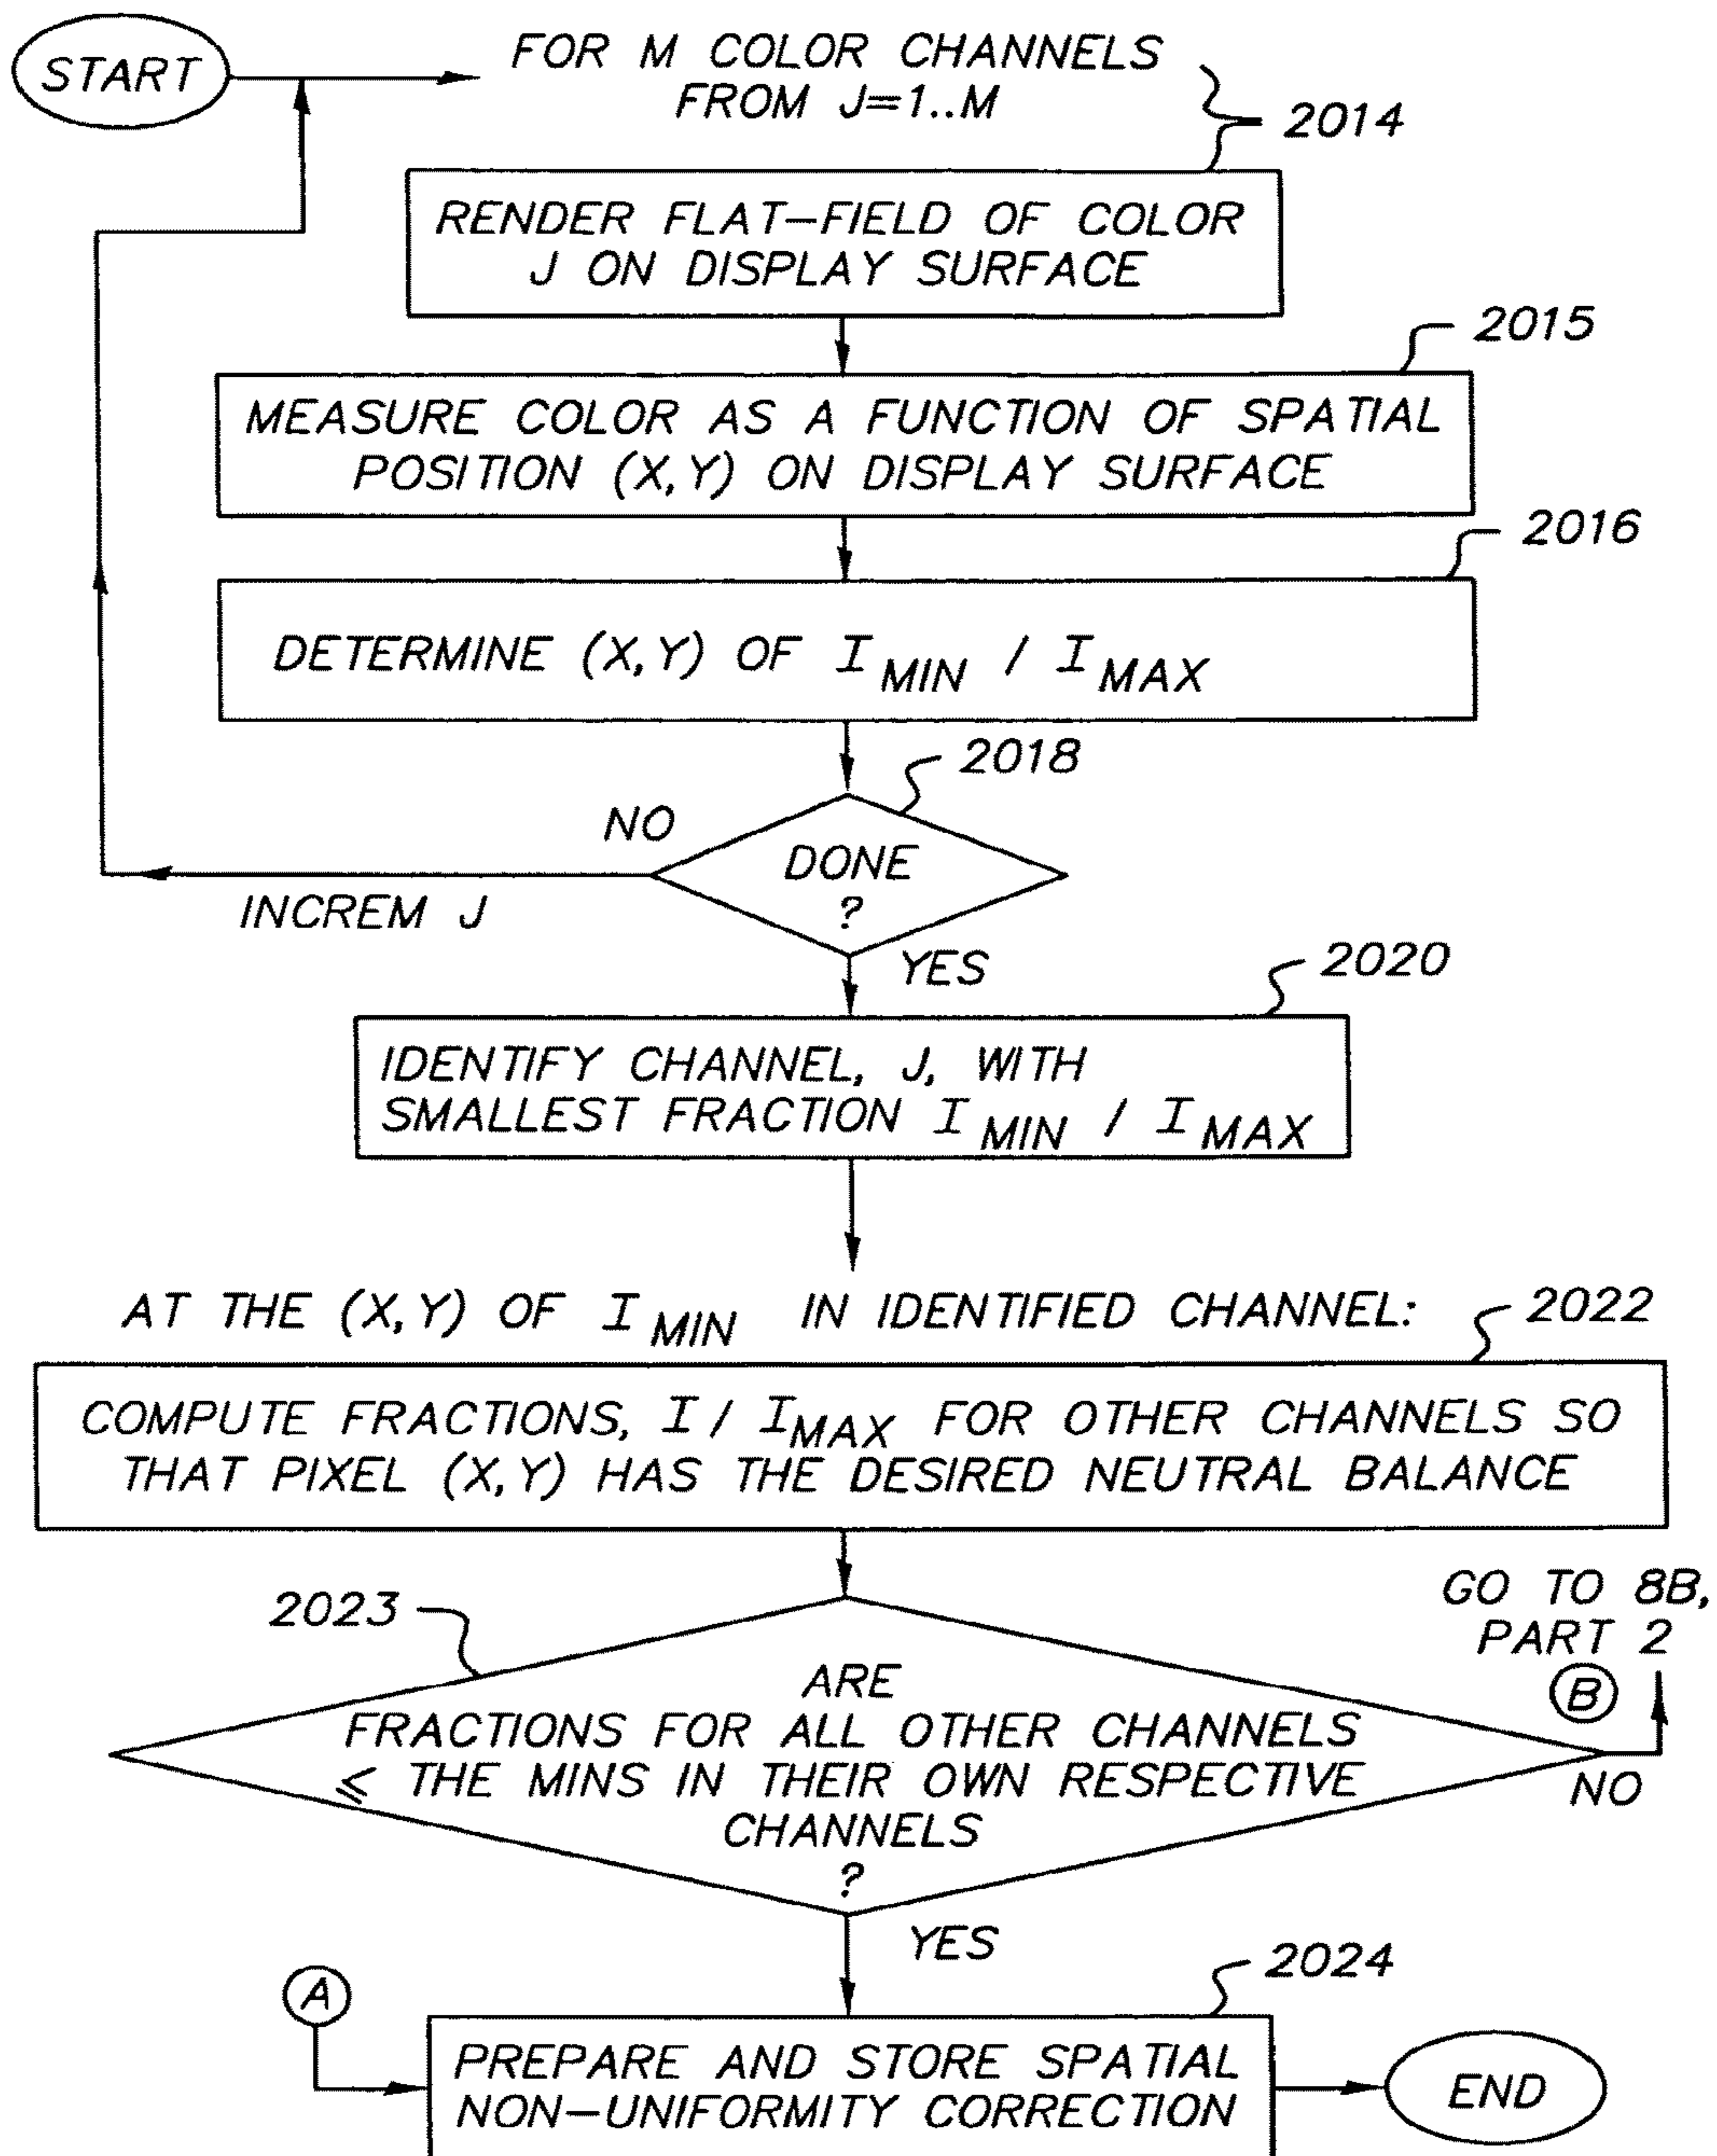 START
FOR M COLOR CHANNELS
FROM J=1..M
2014
RENDER FLAT-FIELD OF COLOR
J ON DISPLAY SURFACE
2015
MEASURE COLOR AS A FUNCTION OF SPATIAL
POSITION (X,Y) ON DISPLAY SURFACE
2016
DETERMINE (X,Y) OF I MIN / I MAX
2018
NO
DONE
?
INCREM J
YES
2020
IDENTIFY CHANNEL, J, WITH
SMALLEST FRACTION I MIN / I MAX
AT THE (X,Y) OF I MIN IN IDENTIFIED CHANNEL:
2022
COMPUTE FRACTIONS, I / I MAX FOR OTHER CHANNELS SO
THAT PIXEL (X,Y) HAS THE DESIRED NEUTRAL BALANCE
2023
GO TO 8B,
PART 2
B
ARE
FRACTIONS FOR ALL OTHER CHANNELS
≤ THE MINS IN THEIR OWN RESPECTIVE
CHANNELS
?
NO
YES
2024
A
PREPARE AND STORE SPATIAL
NON-UNIFORMITY CORRECTION
END